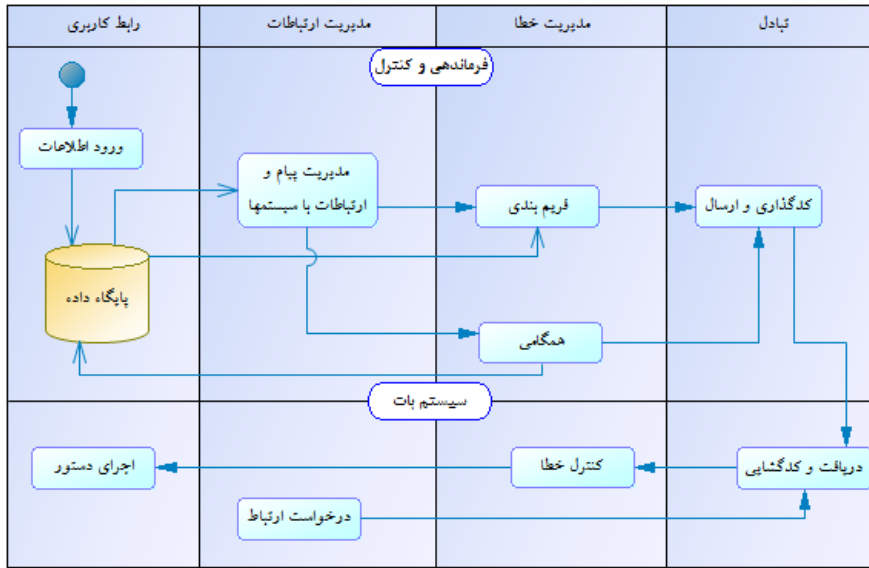 رابط کاربری
مدیریت ارتباطات
مدیریت خطا
تبادل
فرماندهی و کنترل
ورود اطلاعات
مدیریت پیام و
ارتباطات با سیستمها
فریم بندی
کدگذاری و ارسال
پایگاه داده
همگامی
سیستم بات
اجرای دستور
کنترل خطا
دریافت و کدگشایی
درخواست ارتباط